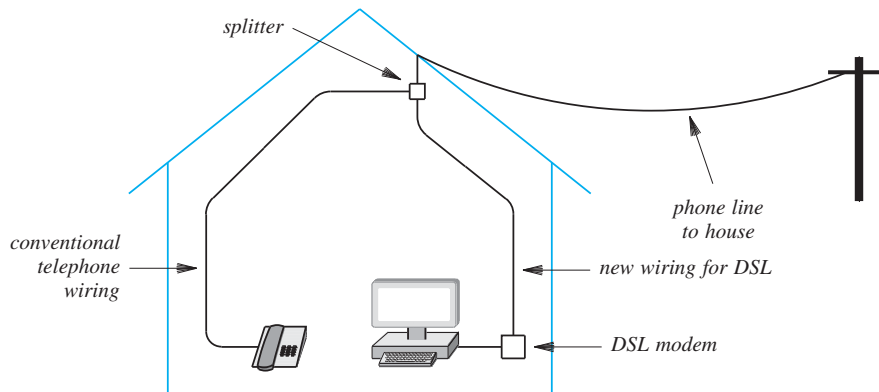 splitter
phone line
to house
conventional
telephone
wiring
new wiring for DSL
DSL modem